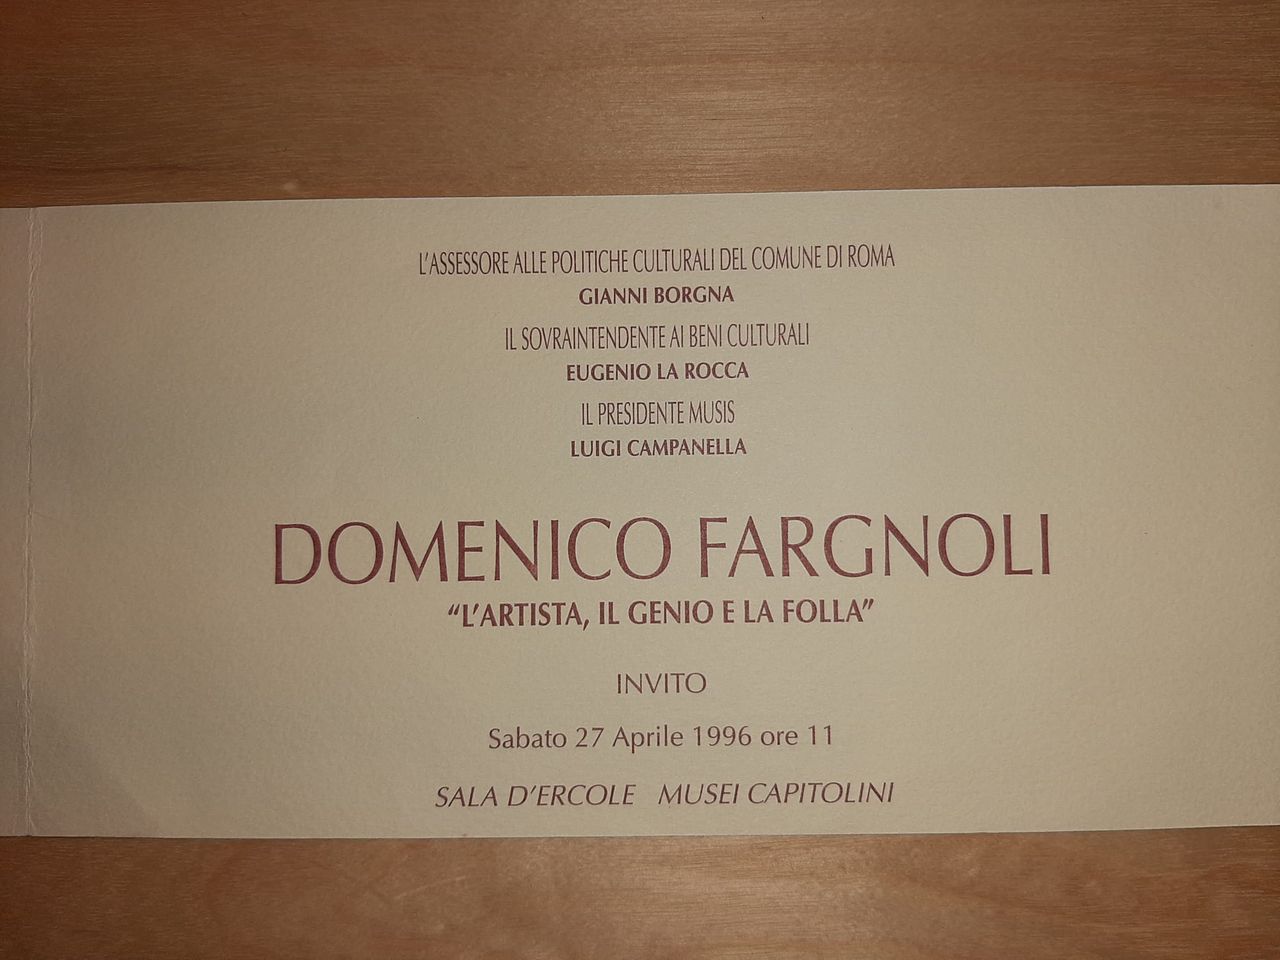 L'ASSESSORE ALLE POLITICHE CULTURALI DEL COMUNE DI ROMA
GIANNI BORGNA
IL SOVRAINTENDENTE AI BENI CULTURALI
EUGENIO LA ROCCA
IL PRESIDENTE MUSIS
LUIGI CAMPANELLA
DOMENICO FARGNOLI
“L'ARTISTA, IL GENIO E LA FOLLA”
INVITO
Sabato 27 Aprile 1996 ore 11
SALA D'ERCOLE MUSEI CAPITOLINI